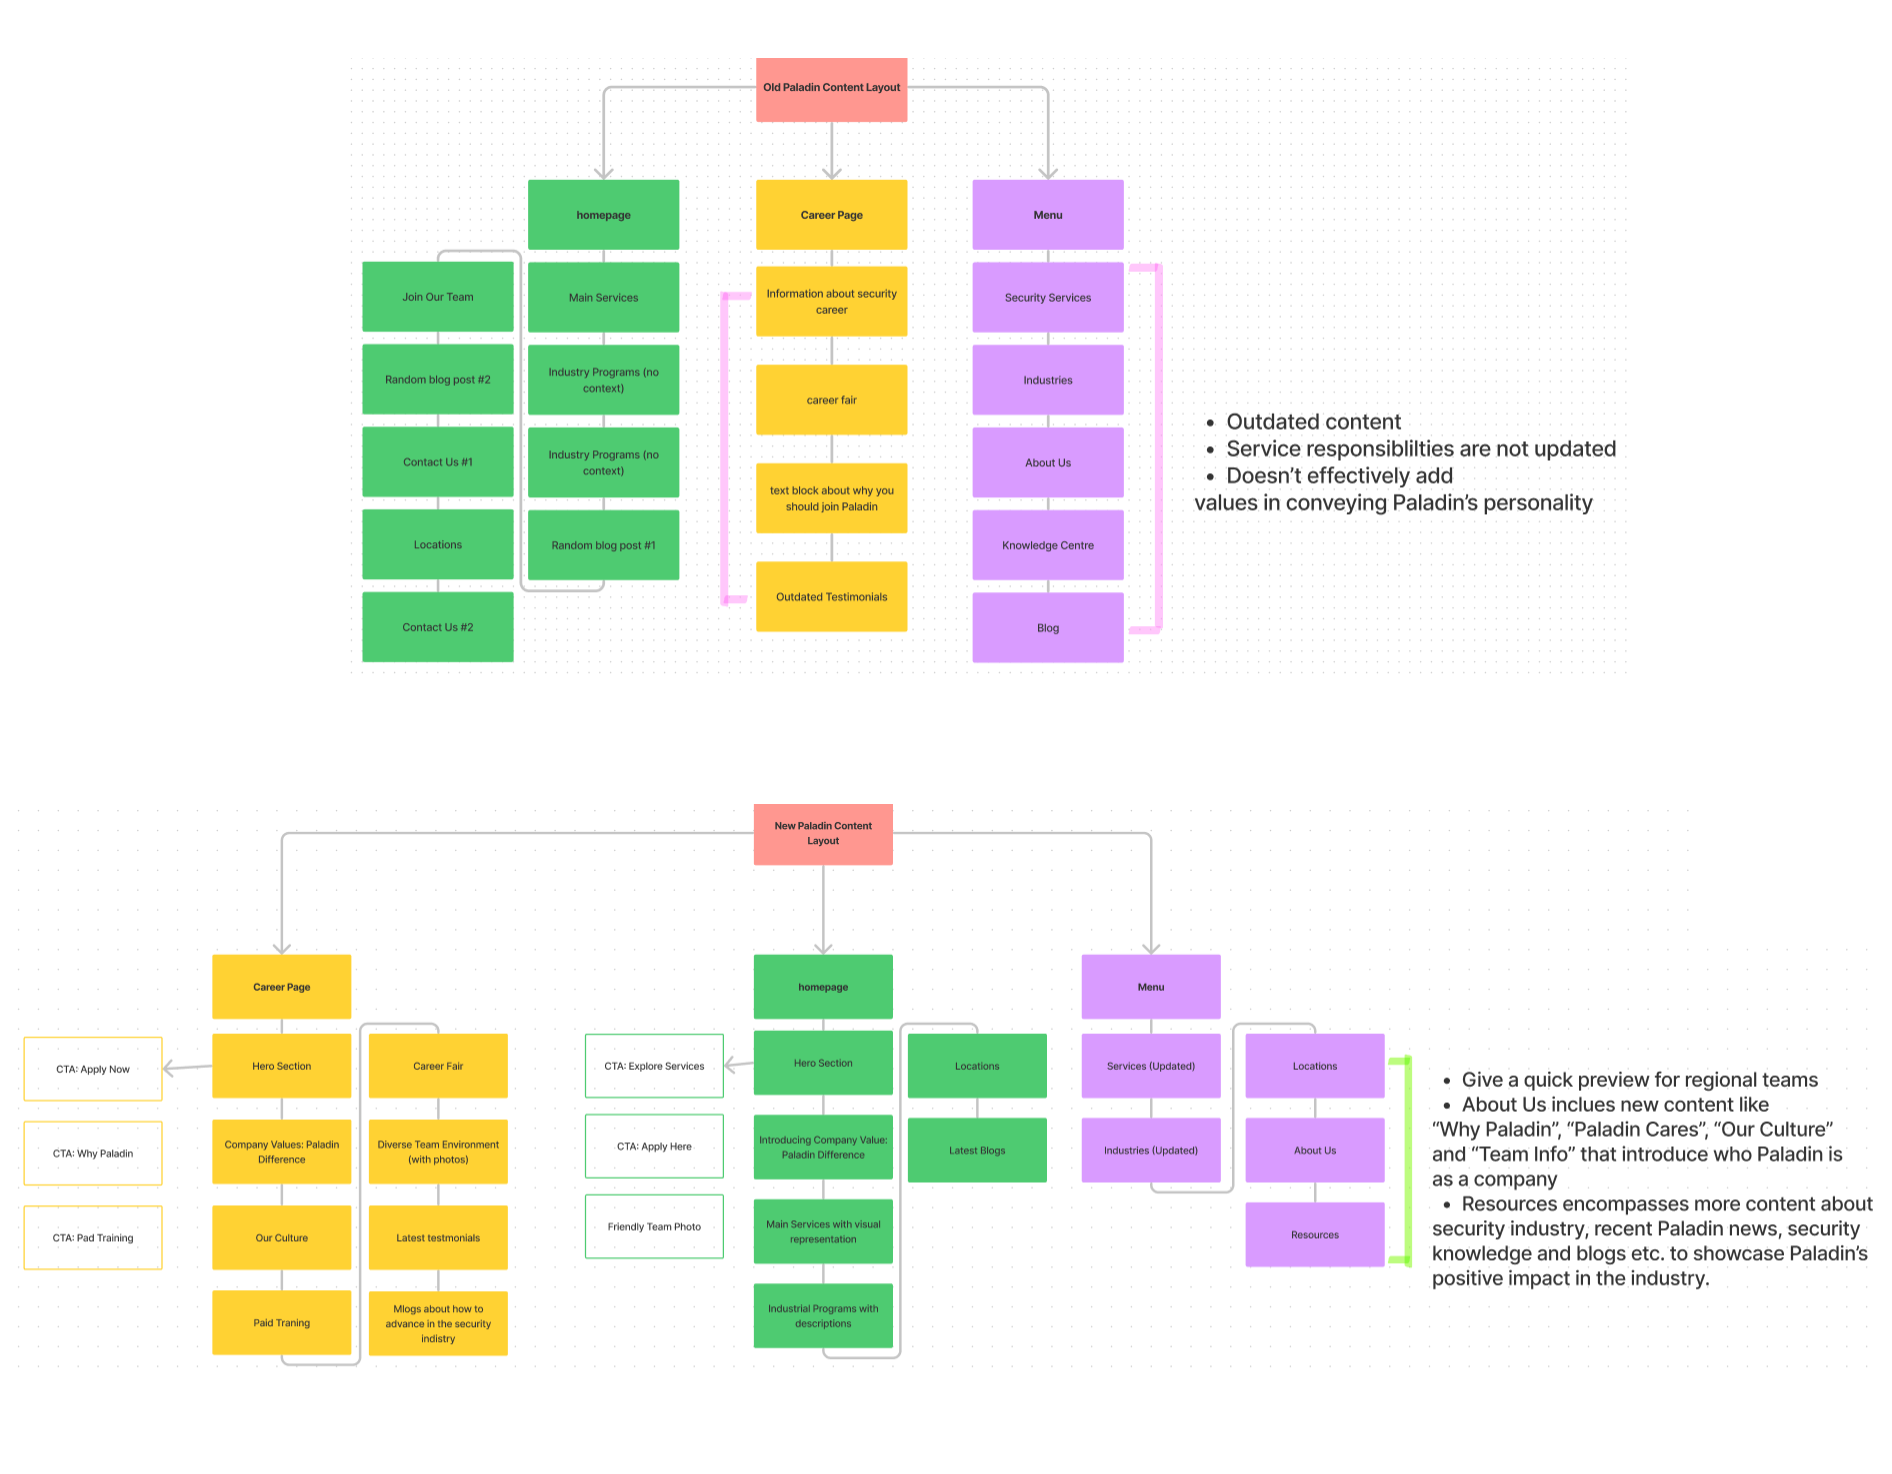 Old Paladin Content Layout
homepage
Career Page
Menu
Join Our Team
Random blog post #2
Contact Us #1
Locations
Contact Us #2
Main Services
Industry Programs (no
context)
Industry Programs (no
context)
Random blog post #1
Information about security
career
career fair
text block about why you
should join Paladin
Outdated Testimonials
Security Services
Industries
About Us
Knowledge Centre
Blog
• Outdated content
• Service responsiblilties are not updated
• Doesn't effectively add
values in conveying Paladin's personality
New Paladin Content
Layout
Career Page
homepage
Menu
CTA: Apply Now
CTA: Why Paladin
CTA: Pad Training
Hero Section
Company Values: Paladin
Difference
Our Culture
Paid Traning
Career Fair
Diverse Team Environment
(with photos)
Latest testmonials
Mlogs about how to
advance in the security
indistry
CTA: Explore Services
CTA: Apply Here
Friendly Team Photo
Hero Section
Introducing Company Value:
Paladin Difference
Main Services with visual
representation
Industrial Programs with
descriptions
Locations
Latest Blogs
Services (Updated)
Industries (Updated)
Locations
About Us
Resources
• Give a quick preview for regional teams
• About Us inclues new content like
“Why Paladin”, “Paladin Cares”, “Our Culture”
and “Team Info” that introduce who Paladin is
as a company
• Resources encompasses more content about
security industry, recent Paladin news, security
knowledge and blogs etc. to showcase Paladin's
positive impact in the industry.